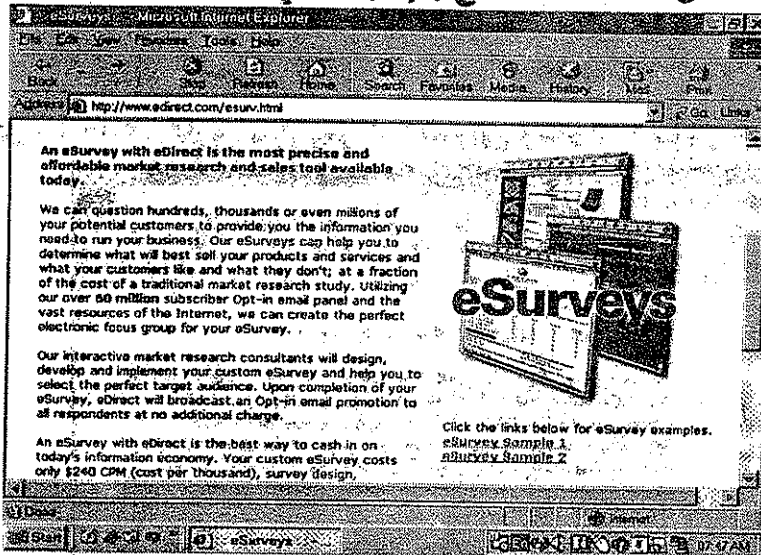 eSurveys - Microsoft Internet Explorer
File Edit View Favorites Tools Help
Back Stop Refresh Home Search Favorites Media History Mail Print
Address http://www.edirect.com/esurv.html Go Links
An eSurvey with eDirect is the most precise and
affordable market research and sales tool available
today.
We can question hundreds, thousands or even millions of
your potential customers to provide you the information you
need to run your business. Our eSurveys can help you to
determine what will best sell your products and services and
what your customers like and what they don't; at a fraction
of the cost of a traditional market research study. Utilizing
our over 60 million subscriber Opt-in email panel and the
vast resources of the Internet, we can create the perfect
electronic focus group for your eSurvey.
Our interactive market research consultants will design,
develop and implement your custom eSurvey and help you to
select the perfect target audience. Upon completion of your
eSurvey, eDirect will broadcast an Opt-in email promotion to
all respondents at no additional charge.
An eSurvey with eDirect is the best way to cash in on
today's information economy. Your custom eSurvey costs
only $240 CPM (cost per thousand), survey design,
eSurveys
Click the links below for eSurvey examples.
eSurvey Sample 1
eSurvey Sample 2
Done Internet
Start eSurveys 07:47 AM